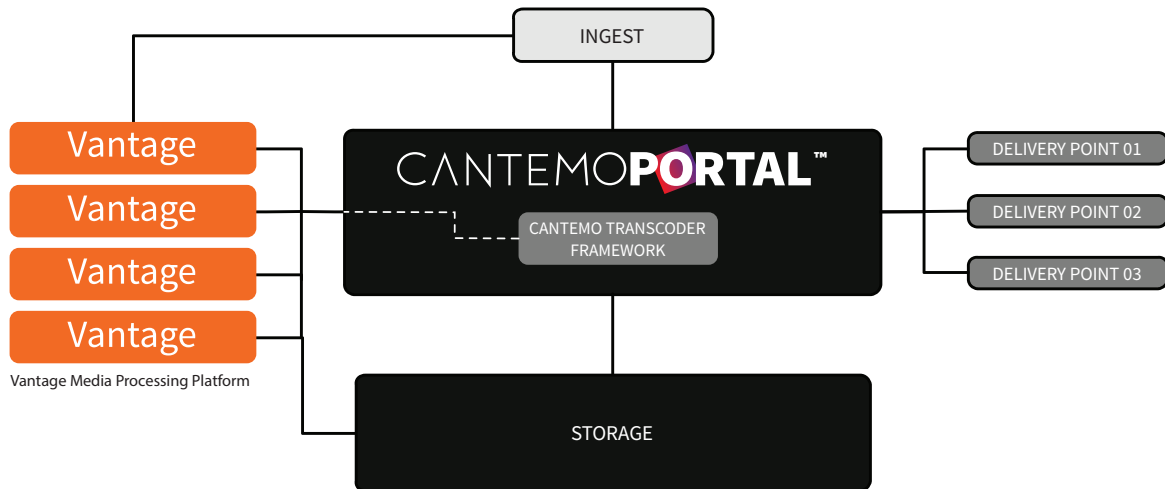 INGEST
Vantage
Vantage
Vantage
Vantage
Vantage Media Processing Platform
CANTEMOPORTAL™
CANTEMO TRANSCODER
FRAMEWORK
DELIVERY POINT 01
DELIVERY POINT 02
DELIVERY POINT 03
STORAGE